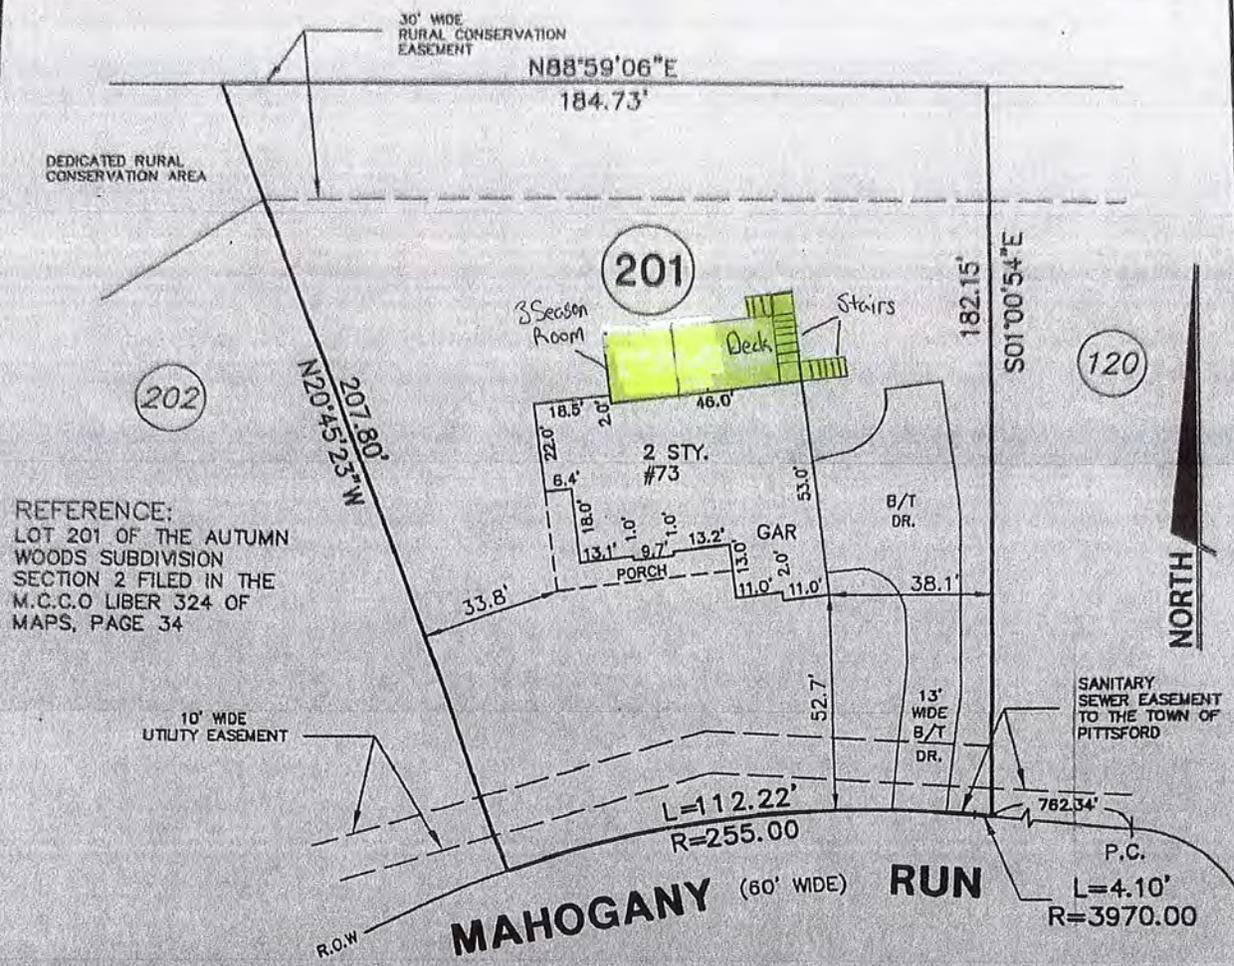 30' WIDE
RURAL CONSERVATION
EASEMENT
N88°59'06"E
184.73'
DEDICATED RURAL
CONSERVATION AREA
201
3 Season
Room
Deck
Stairs
182.15'
S01°00'54"E
120
202
207.80'
N20°45'23"W
18.5'
2.0'
46.0'
22.0'
2 STY.
#73
6.4'
18.0'
53.0'
B/T
DR.
REFERENCE:
LOT 201 OF THE AUTUMN
WOODS SUBDIVISION
SECTION 2 FILED IN THE
M.C.C.O LIBER 324 OF
MAPS, PAGE 34
13.1'
1.0'
9.7'
1.0'
13.2'
GAR
PORCH
13.0'
2.0'
11.0'
11.0'
38.1'
33.8'
NORTH
52.7'
13'
WIDE
B/T
DR.
SANITARY
SEWER EASEMENT
TO THE TOWN OF
PITTSFORD
10' WIDE
UTILITY EASEMENT
L=112.22'
R=255.00
762.34'
P.C.
L=4.10'
R=3970.00
MAHOGANY (60' WIDE) RUN
R.O.W